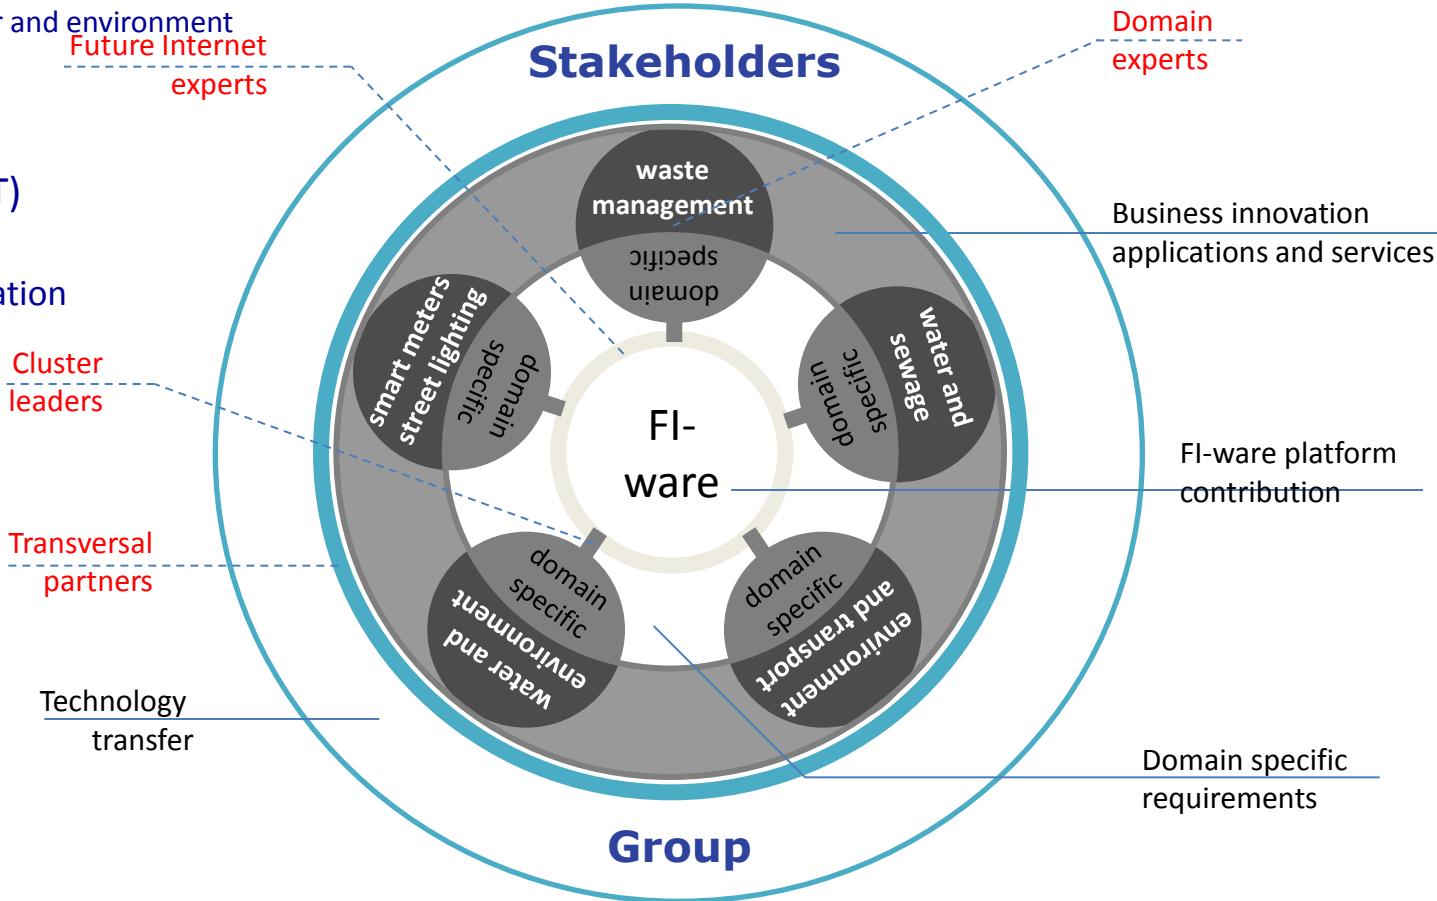 r and environment
Future Internet
experts
Stakeholders
Domain
experts
T)
ation
waste
management
domain
specific
Business innovation
applications and services
smart meters
street lighting
domain
specific
water and
sewage
domain
specific
Cluster
leaders
FI-
ware
FI-ware platform
contribution
Transversal
partners
domain
specific
water and
environment
domain
specific
environment
and transport
Technology
transfer
Domain specific
requirements
Group